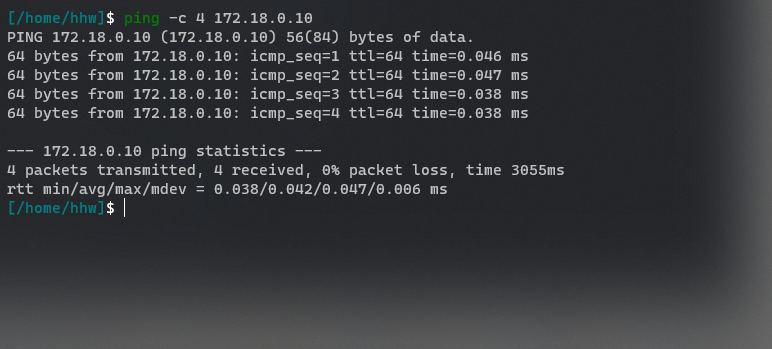 [/home/hhw]$ ping -c 4 172.18.0.10
PING 172.18.0.10 (172.18.0.10) 56(84) bytes of data.
64 bytes from 172.18.0.10: icmp_seq=1 ttl=64 time=0.046 ms
64 bytes from 172.18.0.10: icmp_seq=2 ttl=64 time=0.047 ms
64 bytes from 172.18.0.10: icmp_seq=3 ttl=64 time=0.038 ms
64 bytes from 172.18.0.10: icmp_seq=4 ttl=64 time=0.038 ms

--- 172.18.0.10 ping statistics ---
4 packets transmitted, 4 received, 0% packet loss, time 3055ms
rtt min/avg/max/mdev = 0.038/0.042/0.047/0.006 ms
[/home/hhw]$